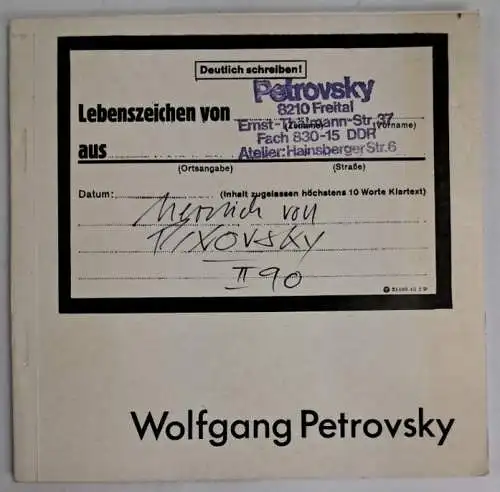 Deutlich schreiben!
Petrovsky
8210 Freital
Lebenszeichen von
Ernst-Thälmann-Str. 37
(Zuname) (Vorname)
Fach 830-15 DDR
aus
Atelier: Hainsberger Str. 6
(Ortsangabe) (Straße)
Datum: (Inhalt zugelassen höchstens 10 Worte Klartext)
Herzlich von
II 90
Wolfgang Petrovsky